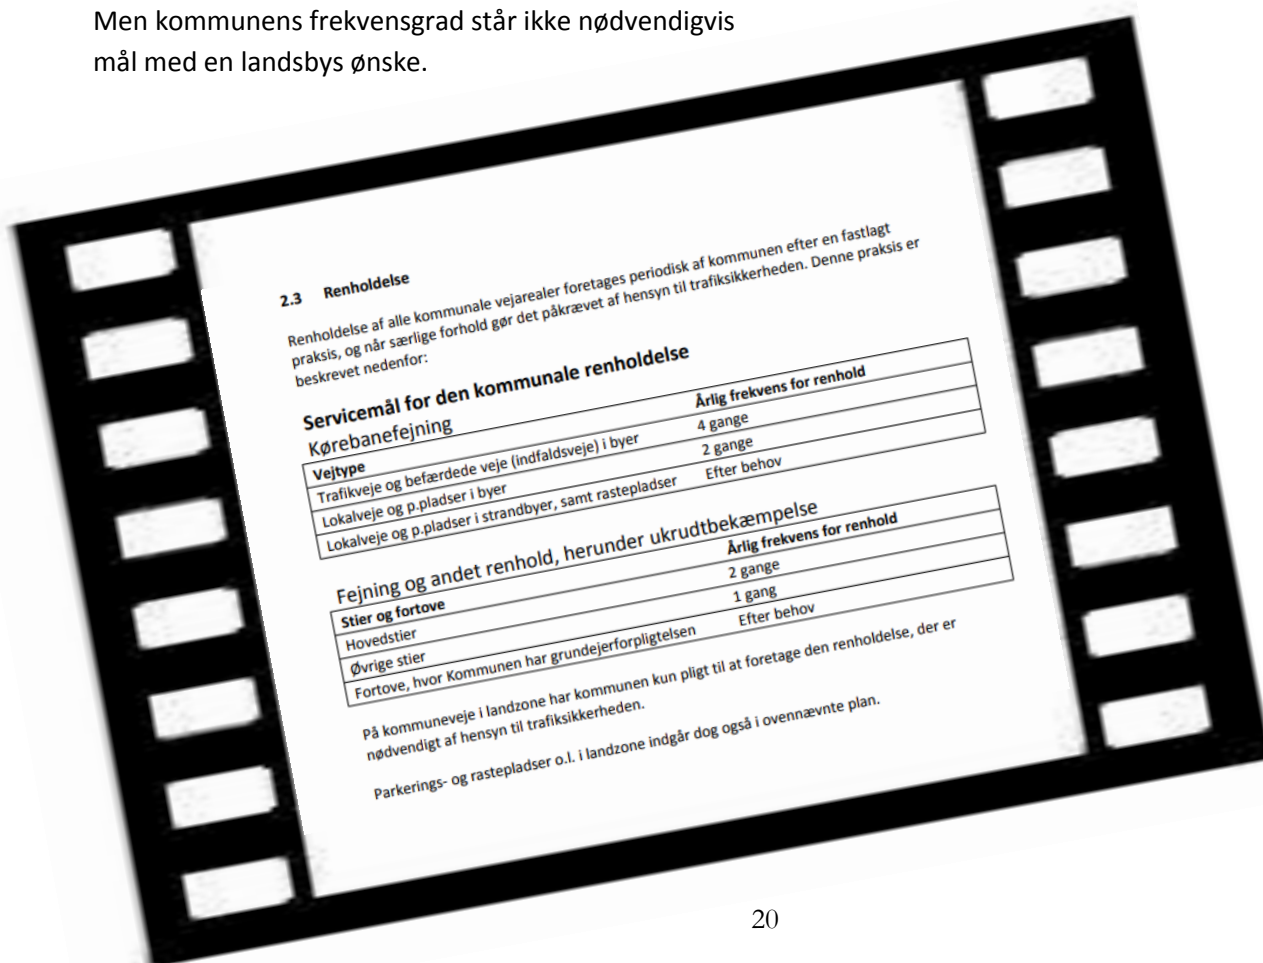 Men kommunens frekvensgrad står ikke nødvendigvis
mål med en landsbys ønske.
2.3 Renholdelse
Renholdelse af alle kommunale vejarealer foretages periodisk af kommunen efter en fastlagt
praksis, og når særlige forhold gør det påkrævet af hensyn til trafiksikkerheden. Denne praksis er
beskrevet nedenfor:
Servicemål for den kommunale renholdelse
Kørebanefejning
Vejtype Årlig frekvens for renhold
Trafikveje og befærdede veje (indfaldsveje) i byer 4 gange
Lokalveje og p.pladser i byer 2 gange
Lokalveje og p.pladser i strandbyer, samt rastepladser Efter behov
Fejning og andet renhold, herunder ukrudtbekæmpelse
Stier og fortove Årlig frekvens for renhold
Hovedstier 2 gange
Øvrige stier 1 gang
Fortove, hvor Kommunen har grundejerforpligtelsen Efter behov
På kommuneveje i landzone har kommunen kun pligt til at foretage den renholdelse, der er
nødvendigt af hensyn til trafiksikkerheden.
Parkerings- og rastepladser o.l. i landzone indgår dog også i ovennævnte plan.
20